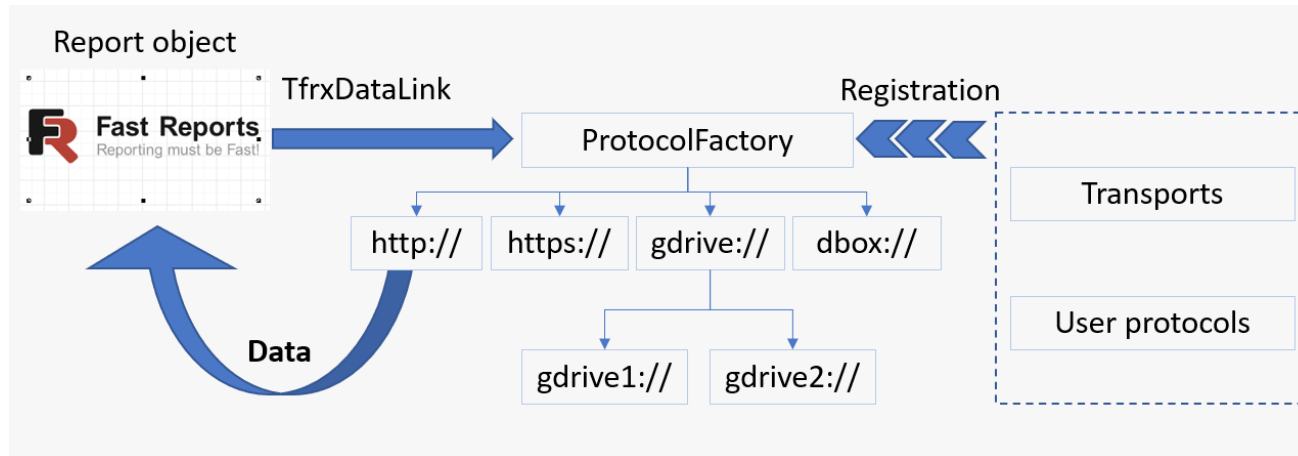 Report object
TfrxDataLink
Registration
FR Fast Reports
Reporting must be Fast!
ProtocolFactory
Transports
http://
https://
gdrive://
dbox://
User protocols
Data
gdrive1://
gdrive2://